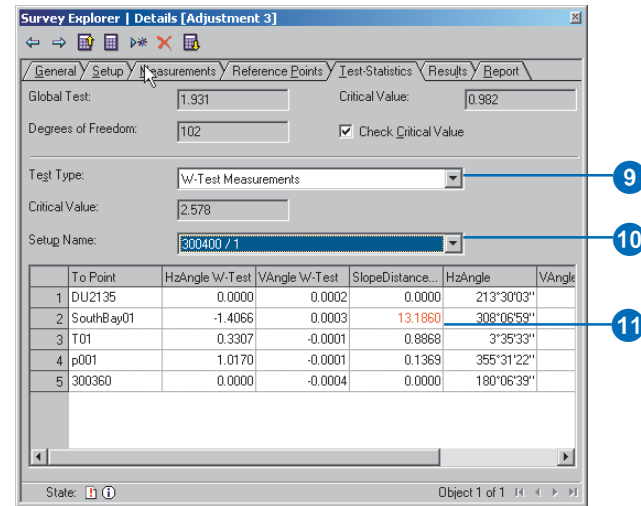 Survey Explorer | Details [Adjustment 3]
General Setup Measurements Reference Points Test-Statistics Results Report
Global Test: 1.931 Critical Value: 0.982
Degrees of Freedom: 102 Check Critical Value
Test Type: W-Test Measurements 9
Critical Value: 2.578
Setup Name: 300400 / 1 10
To Point HzAngle W-Test VAngle W-Test SlopeDistance... HzAngle VAngle
1 DU2135 0.0000 0.0002 0.0000 213°30'03"
2 SouthBay01 -1.4066 0.0003 13.1860 308°06'59" 11
3 T01 0.3307 -0.0001 0.8868 3°35'33"
4 p001 1.0170 -0.0001 0.1369 355°31'22"
5 300360 0.0000 -0.0004 0.0000 180°06'39"
State: Object 1 of 1